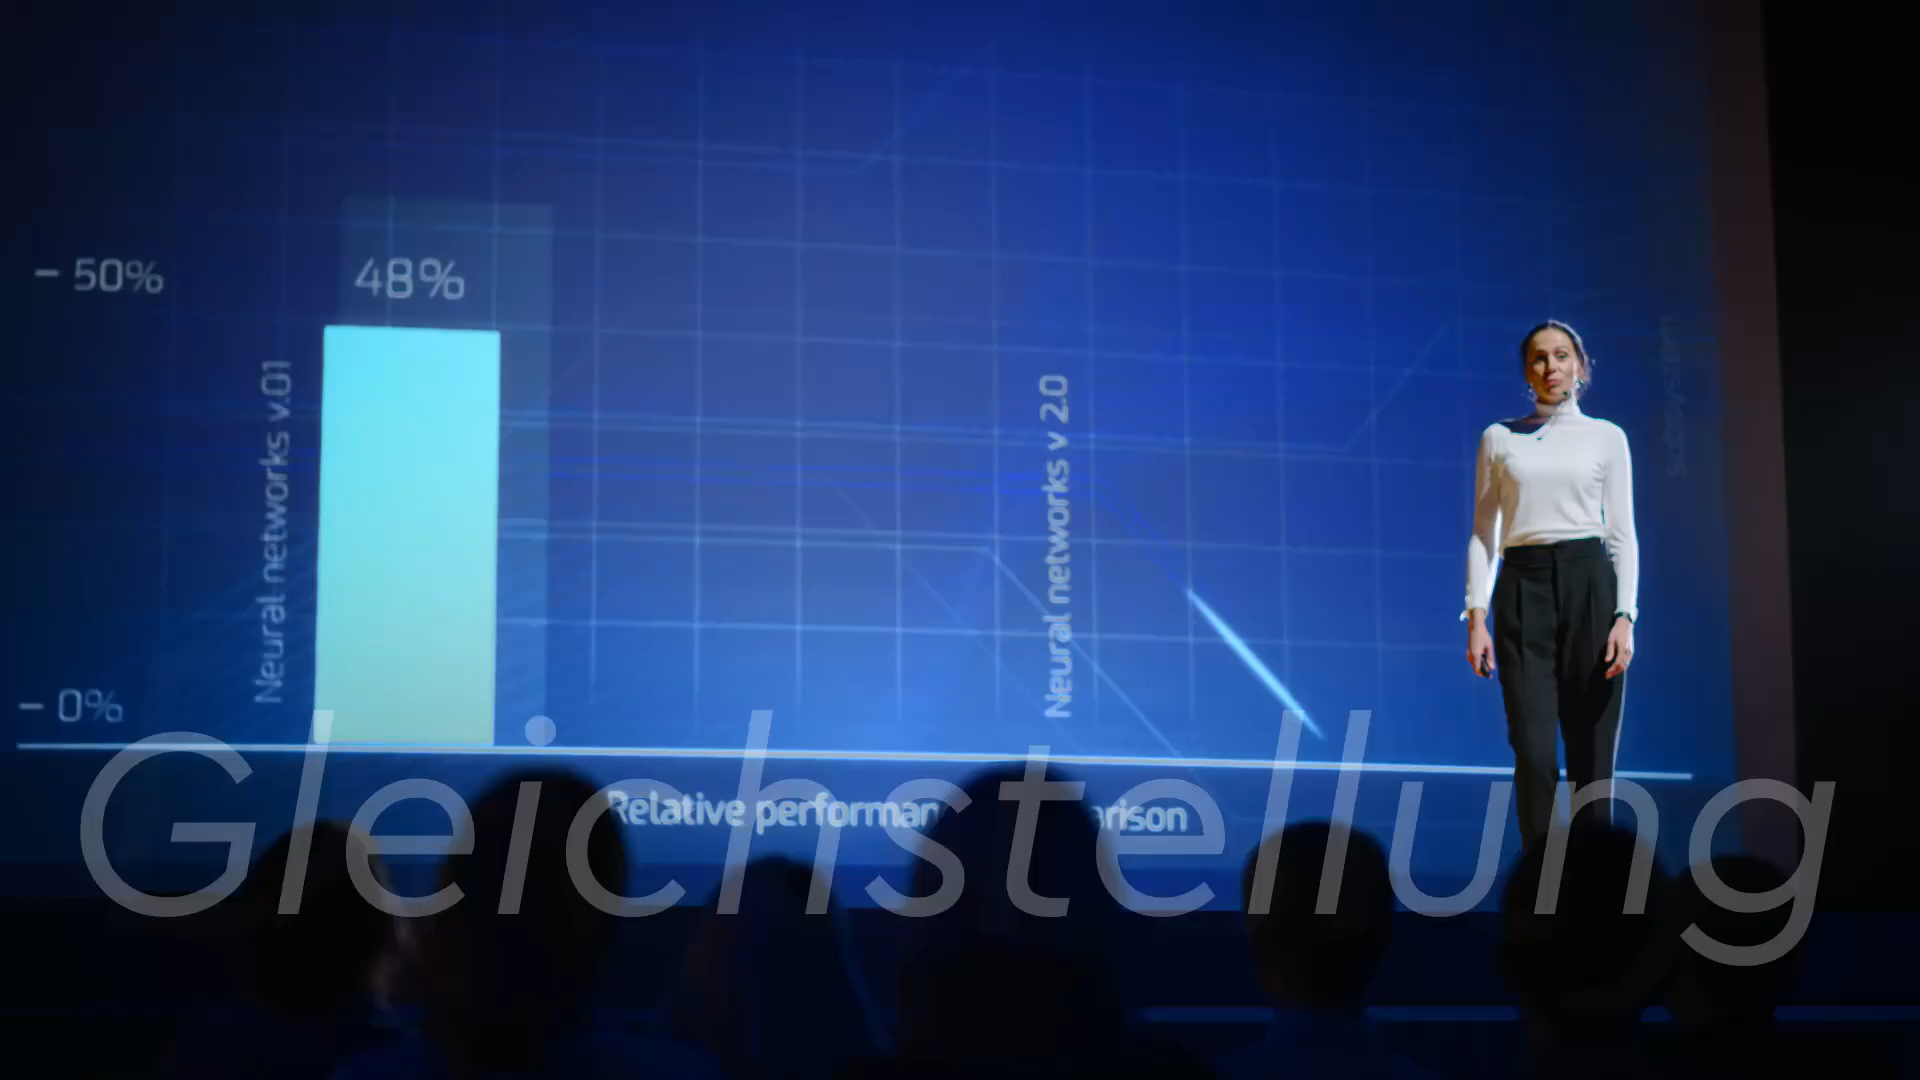 – 50%
48%
Neural networks v.01
Neural networks v 2.0
– 0%
Relative performan arison
Gleichstellung